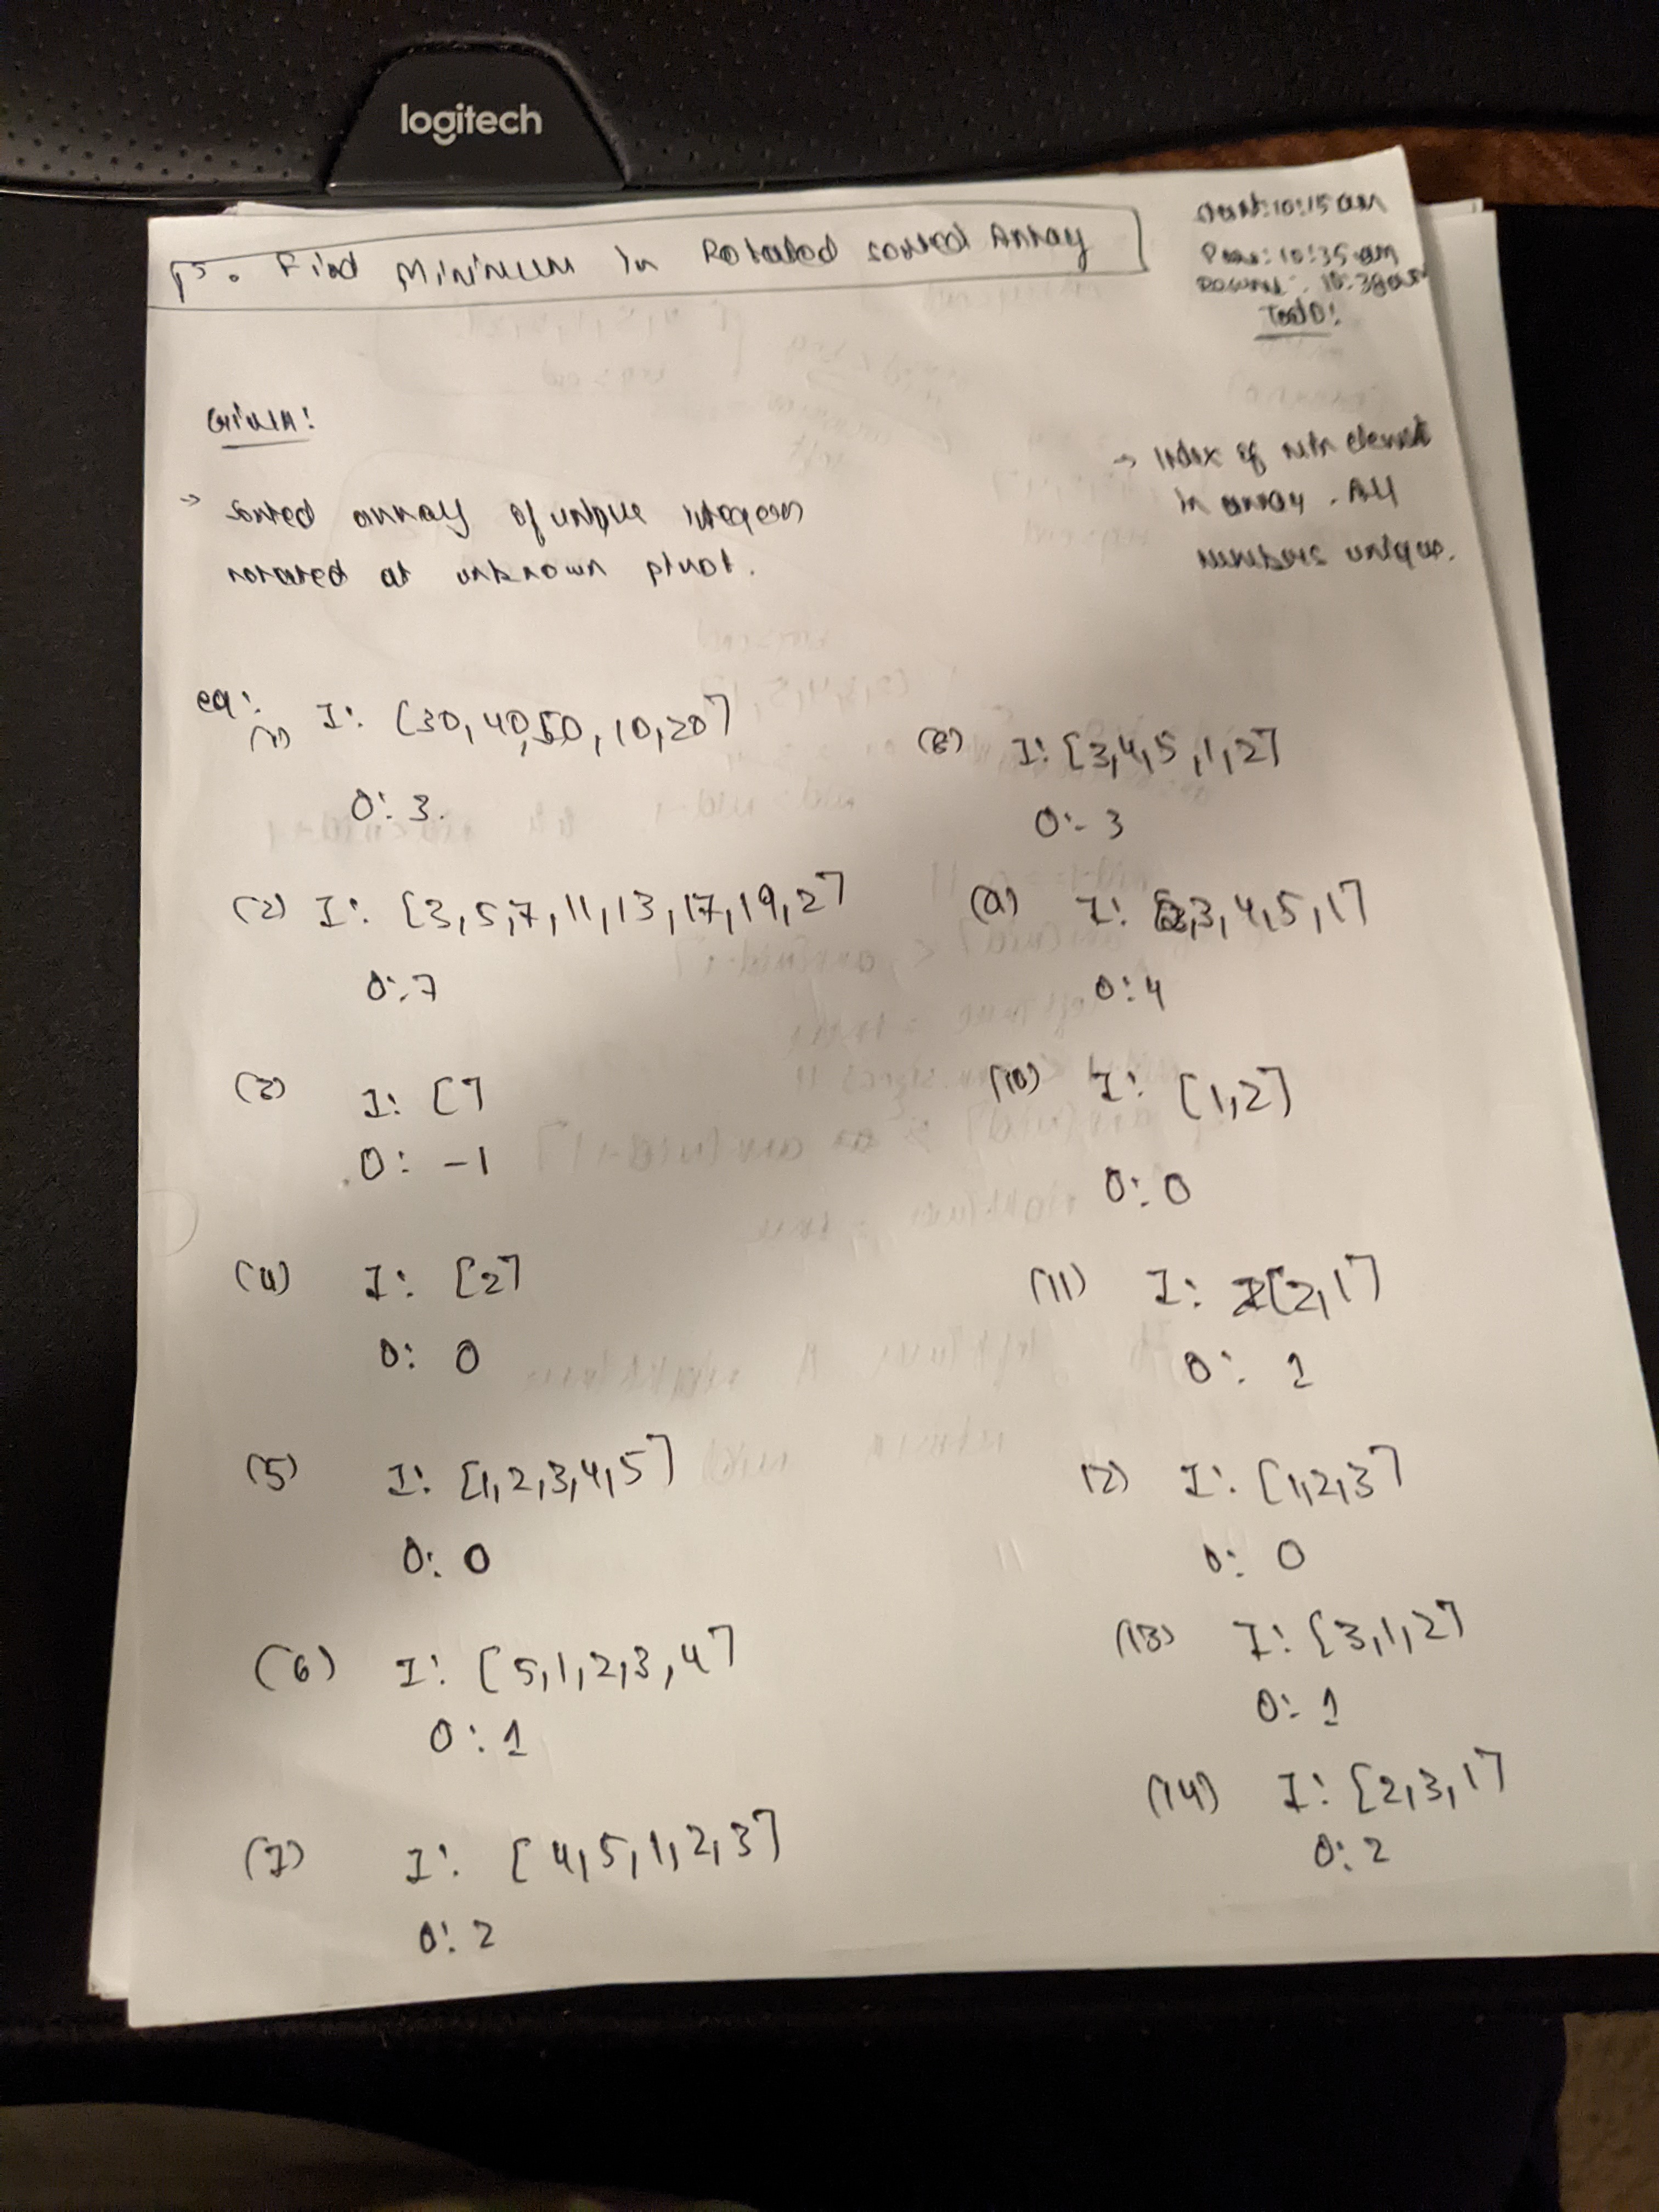 logitech
P: Find Minimum in Rotated sorted Array
Start: 10:15 am
Pause: 10:35 am
Resume: 10:38 am
ToDo:
Given:
→ sorted array of unique integers
rotated at unknown pivot.
→ Index of min element
in array. All
numbers unique.
eg:
(1) I: [30,40,50,10,20]
O: 3.
(2) I: [3,5,7,11,13,17,19,2]
O: 7
(3) I: []
O: -1
(4) I: [2]
O: 0
(5) I: [1,2,3,4,5]
O: 0
(6) I: [5,1,2,3,4]
O: 1
(7) I: [4,5,1,2,3]
O: 2
(8) I: [3,4,5,1,2]
O: 3
(9) I: [2,3,4,5,1]
O: 4
(10) I: [1,2]
O: 0
(11) I: [2,1]
O: 1
(12) I: [1,2,3]
O: 0
(13) I: [3,1,2]
O: 1
(14) I: [2,3,1]
O: 2